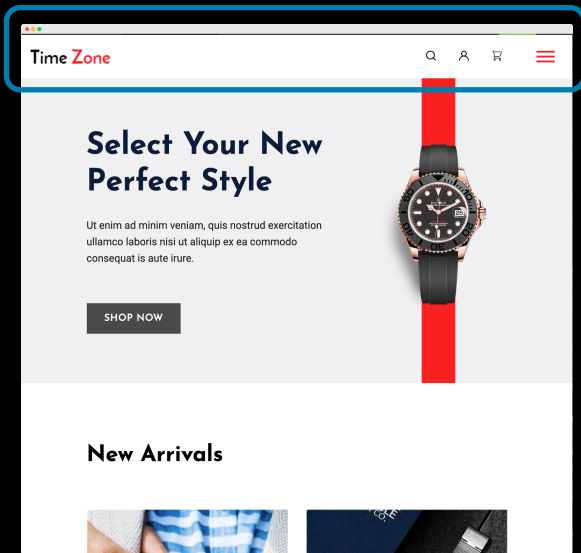 Time Zone
Select Your New
Perfect Style
Ut enim ad minim veniam, quis nostrud exercitation
ullamco laboris nisi ut aliquip ex ea commodo
consequat is aute irure.
SHOP NOW
New Arrivals
CO.